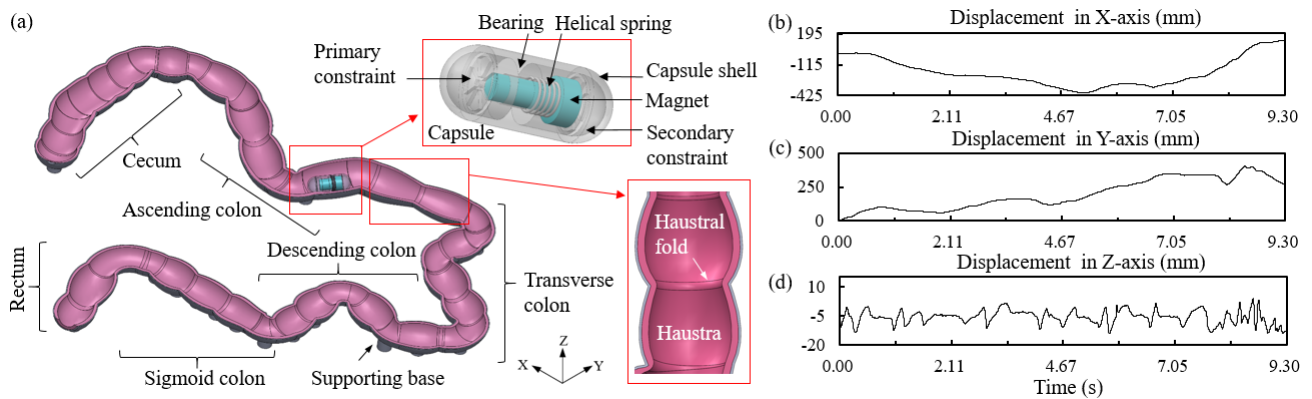 (a)
Bearing
Helical spring
Primary
constraint
Capsule shell
Magnet
Capsule
Secondary
constraint
Cecum
Ascending colon
Haustral
fold
Descending colon
Rectum
Transverse
colon
Haustra
Sigmoid colon
Supporting base
X
Z
Y
(b)
Displacement in X-axis (mm)
195
-115
-425
0.00 2.11 4.67 7.05 9.30
(c)
Displacement in Y-axis (mm)
500
250
0
0.00 2.11 4.67 7.05 9.30
(d)
Displacement in Z-axis (mm)
10
-5
-20
0.00 2.11 4.67 7.05 9.30
Time (s)